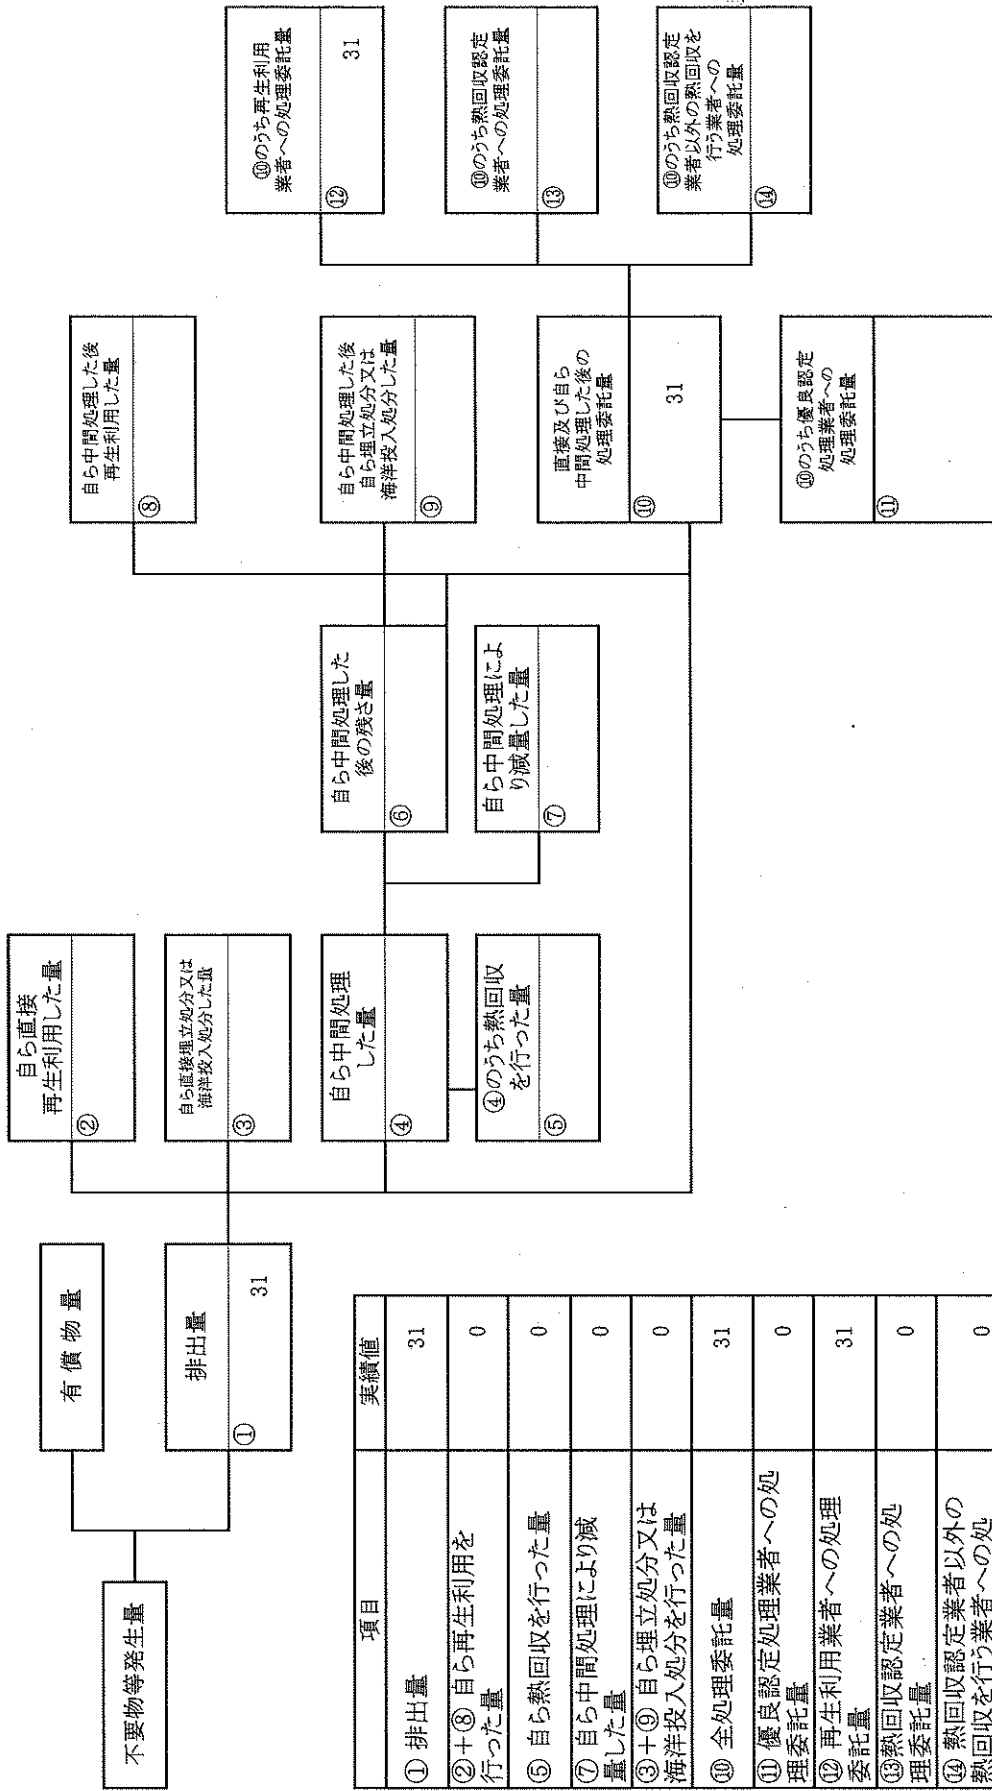 不要物等発生量
有償物量
排出量
①
31
自ら直接
再生利用した量
②
自ら直接埋立処分又は
海洋投入処分した量
③
自ら中間処理
した量
④
④のうち熱回収
を行った量
⑤
自ら中間処理した
後の残さ量
⑥
自ら中間処理によ
り減量した量
⑦
自ら中間処理した後
再生利用した量
⑧
自ら中間処理した後
自ら埋立処分又は
海洋投入処分した量
⑨
直接及び自ら
中間処理した後の
処理委託量
⑩
31
⑩のうち優良認定
処理業者への
処理委託量
⑪
⑩のうち再生利用
業者への処理委託量
⑫
31
⑩のうち熱回収認定
業者への処理委託量
⑬
⑩のうち熱回収認定
業者以外の熱回収を
行う業者への
処理委託量
⑭
項目 実績値
① 排出量 31
②+⑧ 自ら再生利用を
行った量 0
⑤ 自ら熱回収を行った量 0
⑦ 自ら中間処理により減
量した量 0
③+⑨ 自ら埋立処分又は
海洋投入処分を行った量 0
⑩ 全処理委託量 31
⑪ 優良認定処理業者への処
理委託量 0
⑫ 再生利用業者への処理
委託量 31
⑬熱回収認定業者への処
理委託量 0
⑭ 熱回収認定業者以外の
熱回収を行う業者への処 0